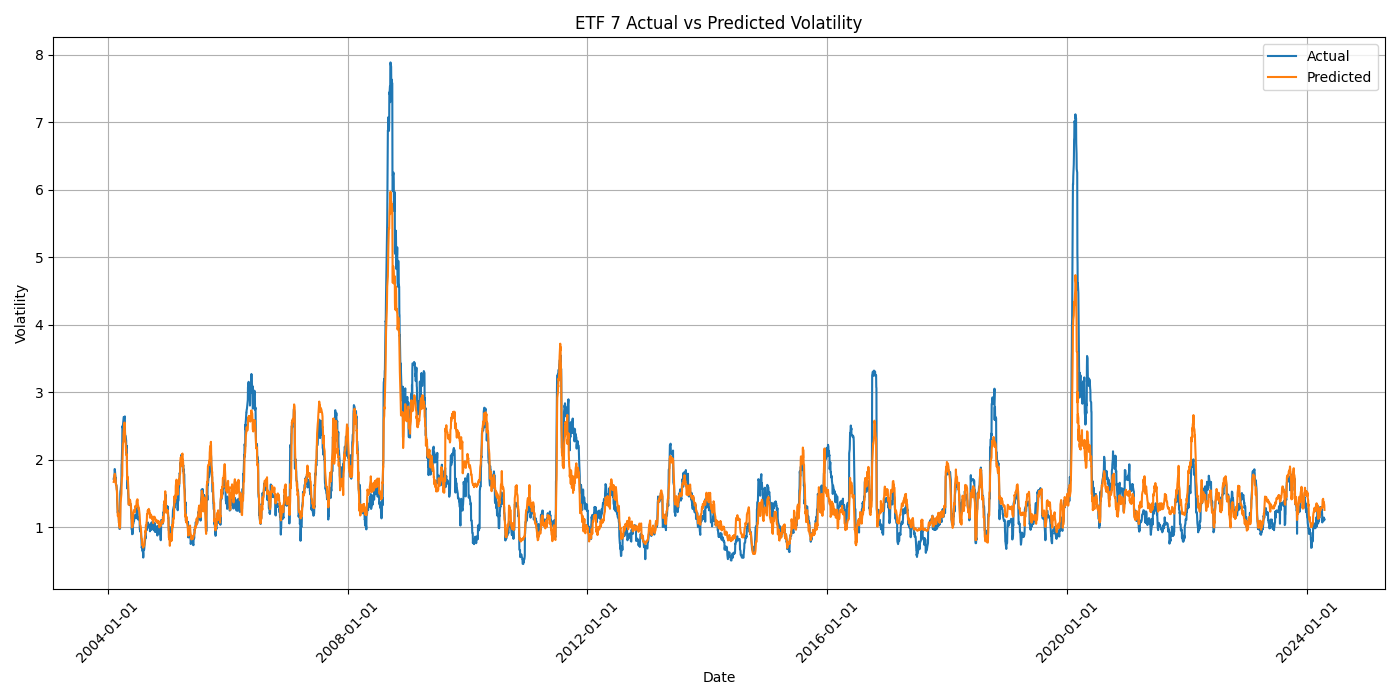 ETF 7 Actual vs Predicted Volatility
Actual
Predicted
8
7
6
5
4
3
2
1
Volatility
2004-01-01
2008-01-01
2012-01-01
2016-01-01
2020-01-01
2024-01-01
Date